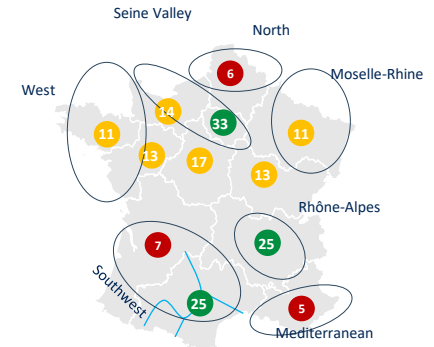 Seine Valley
North
6
Moselle-Rhine
West
14
33
11
11
13
17
13
Rhône-Alpes
7
25
Southwest
25
5
Mediterranean